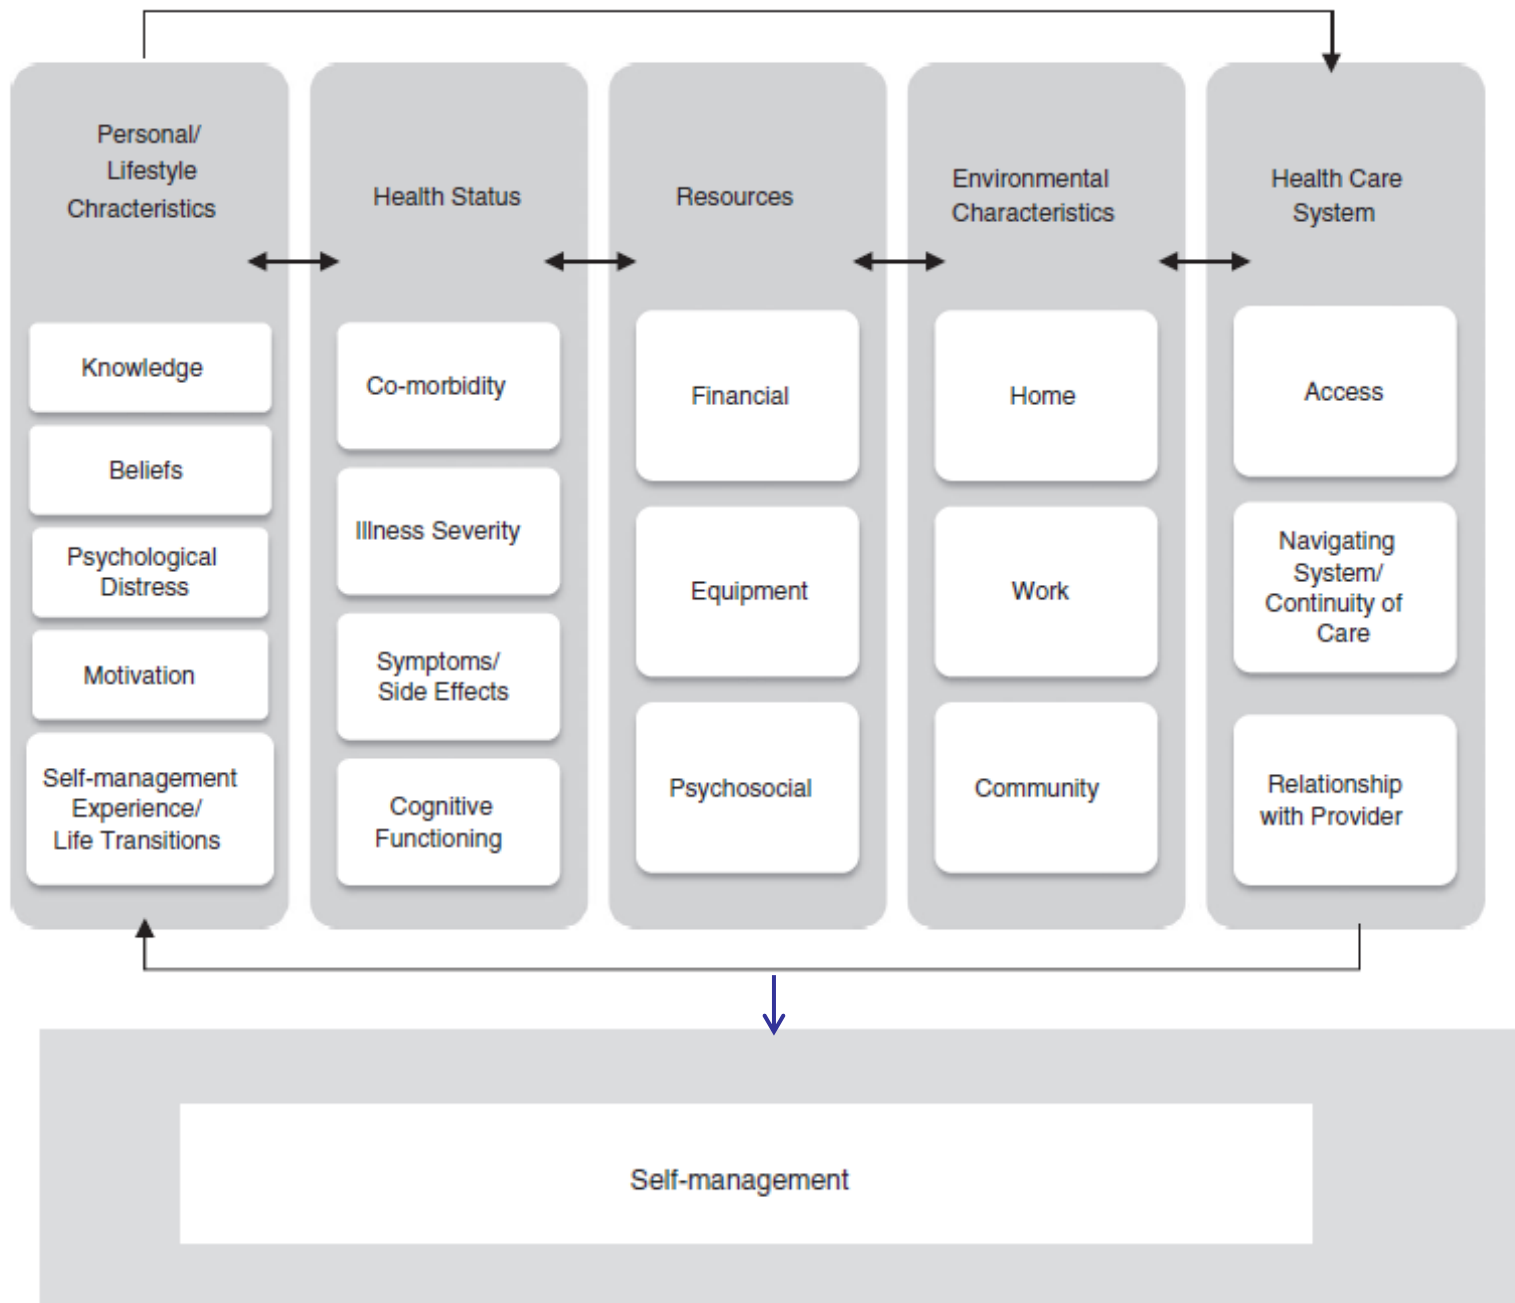 Personal/
Lifestyle
Chracteristics
Knowledge
Beliefs
Psychological
Distress
Motivation
Self-management
Experience/
Life Transitions
Health Status
Co-morbidity
Illness Severity
Symptoms/
Side Effects
Cognitive
Functioning
Resources
Financial
Equipment
Psychosocial
Environmental
Characteristics
Home
Work
Community
Health Care
System
Access
Navigating
System/
Continuity of
Care
Relationship
with Provider
Self-management